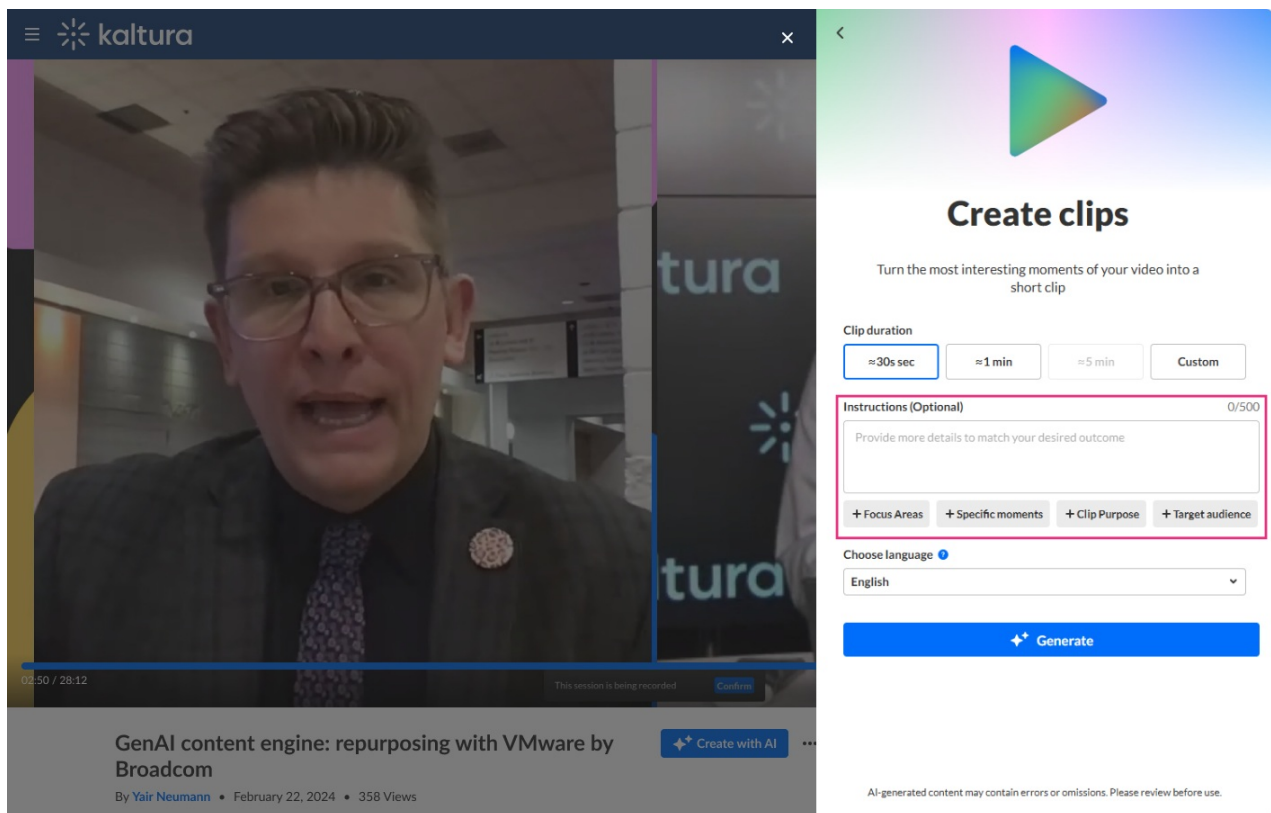 kaltura
tura
tura
02:50 / 28:12
This session is being recorded
Confirm
GenAI content engine: repurposing with VMware by
Broadcom
Create with AI
By Yair Neumann • February 22, 2024 • 358 Views
Create clips
Turn the most interesting moments of your video into a
short clip
Clip duration
≈30s sec ≈1 min ≈5 min Custom
Instructions (Optional) 0/500
Provide more details to match your desired outcome
+ Focus Areas + Specific moments + Clip Purpose + Target audience
Choose language
English
Generate
AI-generated content may contain errors or omissions. Please review before use.